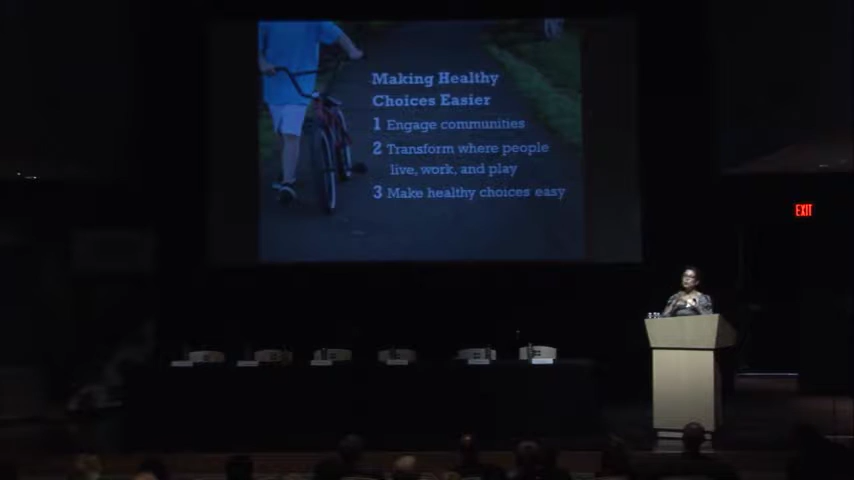 Making Healthy
Choices Easier
1 Engage communities
2 Transform where people
live, work, and play
3 Make healthy choices easy
EXIT